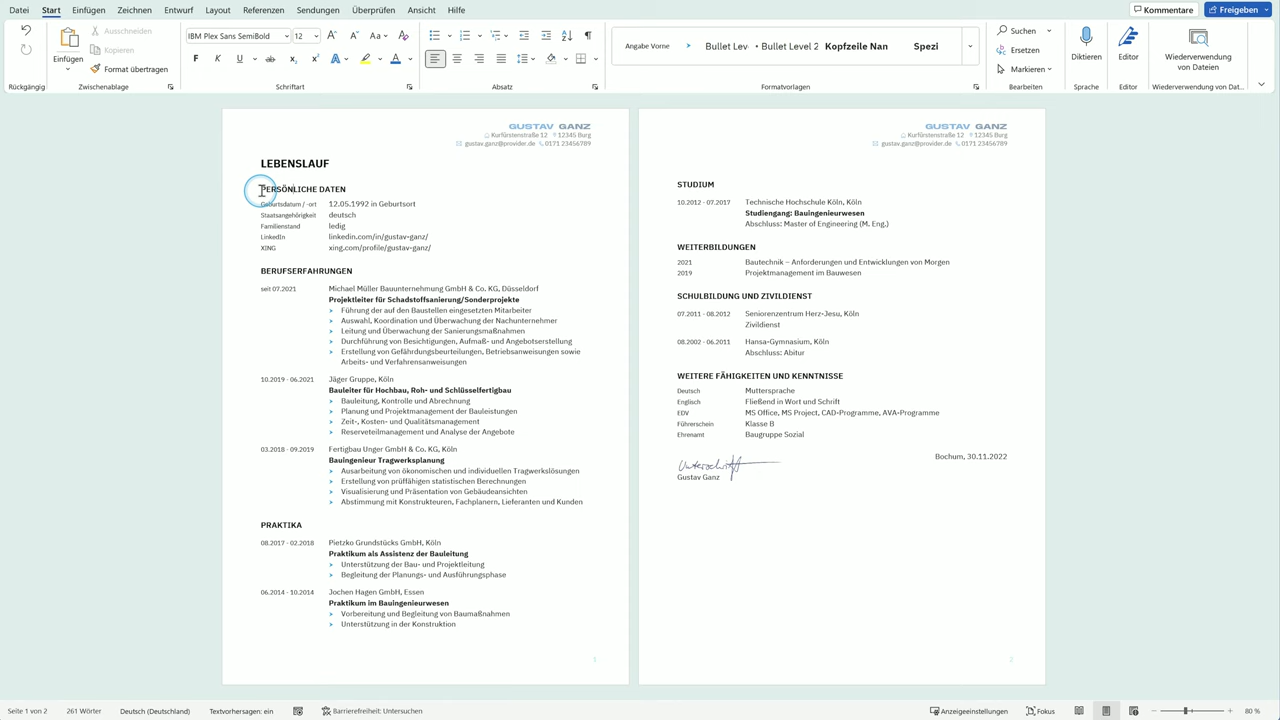 Datei Start Einfügen Zeichnen Entwurf Layout Referenzen Sendungen Überprüfen Ansicht Hilfe Kommentare Freigeben
Einfügen
Ausschneiden
Kopieren
Format übertragen
Rückgängig
Zwischenablage
IBM Plex Sans SemiBold 12
Schriftart
Absatz
Angabe Vorne Bullet Lev Bullet Level 2 Kopfzeile Nan Spezi
Formatvorlagen
Suchen
Ersetzen
Markieren
Bearbeiten
Diktieren
Sprache
Editor
Editor
Wiederverwendung von Dateien
Wiederverwendung von Dat...
GUSTAV GANZ
Kurfürstenstraße 12 12345 Burg
gustav.ganz@provider.de 0171 23456789
LEBENSLAUF
PERSÖNLICHE DATEN
Geburtsdatum / -ort 12.05.1992 in Geburtsort
Staatsangehörigkeit deutsch
Familienstand ledig
LinkedIn linkedin.com/in/gustav-ganz/
XING xing.com/profile/gustav-ganz/
BERUFSERFAHRUNGEN
seit 07.2021 Michael Müller Bauunternehmung GmbH & Co. KG, Düsseldorf
Projektleiter für Schadstoffsanierung/Sonderprojekte
Führung der auf den Baustellen eingesetzten Mitarbeiter
Auswahl, Koordination und Überwachung der Nachunternehmer
Leitung und Überwachung der Sanierungsmaßnahmen
Durchführung von Besichtigungen, Aufmaß- und Angebotserstellung
Erstellung von Gefährdungsbeurteilungen, Betriebsanweisungen sowie
Arbeits- und Verfahrensanweisungen
10.2019 - 06.2021 Jäger Gruppe, Köln
Bauleiter für Hochbau, Roh- und Schlüsselfertigbau
Bauleitung, Kontrolle und Abrechnung
Planung und Projektmanagement der Bauleistungen
Zeit-, Kosten- und Qualitätsmanagement
Reserveteilmanagement und Analyse der Angebote
03.2018 - 09.2019 Fertigbau Unger GmbH & Co. KG, Köln
Bauingenieur Tragwerksplanung
Ausarbeitung von ökonomischen und individuellen Tragwerkslösungen
Erstellung von prüffähigen statistischen Berechnungen
Visualisierung und Präsentation von Gebäudeansichten
Abstimmung mit Konstrukteuren, Fachplanern, Lieferanten und Kunden
PRAKTIKA
08.2017 - 02.2018 Pietzko Grundstücks GmbH, Köln
Praktikum als Assistenz der Bauleitung
Unterstützung der Bau- und Projektleitung
Begleitung der Planungs- und Ausführungsphase
06.2014 - 10.2014 Jochen Hagen GmbH, Essen
Praktikum im Bauingenieurwesen
Vorbereitung und Begleitung von Baumaßnahmen
Unterstützung in der Konstruktion
1
GUSTAV GANZ
Kurfürstenstraße 12 12345 Burg
gustav.ganz@provider.de 0171 23456789
STUDIUM
10.2012 - 07.2017 Technische Hochschule Köln, Köln
Studiengang: Bauingenieurwesen
Abschluss: Master of Engineering (M. Eng.)
WEITERBILDUNGEN
2021 Bautechnik – Anforderungen und Entwicklungen von Morgen
2019 Projektmanagement im Bauwesen
SCHULBILDUNG UND ZIVILDIENST
07.2011 - 08.2012 Seniorenzentrum Herz-Jesu, Köln
Zivildienst
08.2002 - 06.2011 Hansa-Gymnasium, Köln
Abschluss: Abitur
WEITERE FÄHIGKEITEN UND KENNTNISSE
Deutsch Muttersprache
Englisch Fließend in Wort und Schrift
EDV MS Office, MS Project, CAD-Programme, AVA-Programme
Führerschein Klasse B
Ehrenamt Baugruppe Sozial
Bochum, 30.11.2022
Unterschrift
Gustav Ganz
2
Seite 1 von 2 261 Wörter Deutsch (Deutschland) Textvorhersagen: ein Barrierefreiheit: Untersuchen Anzeigeeinstellungen Fokus 80 %